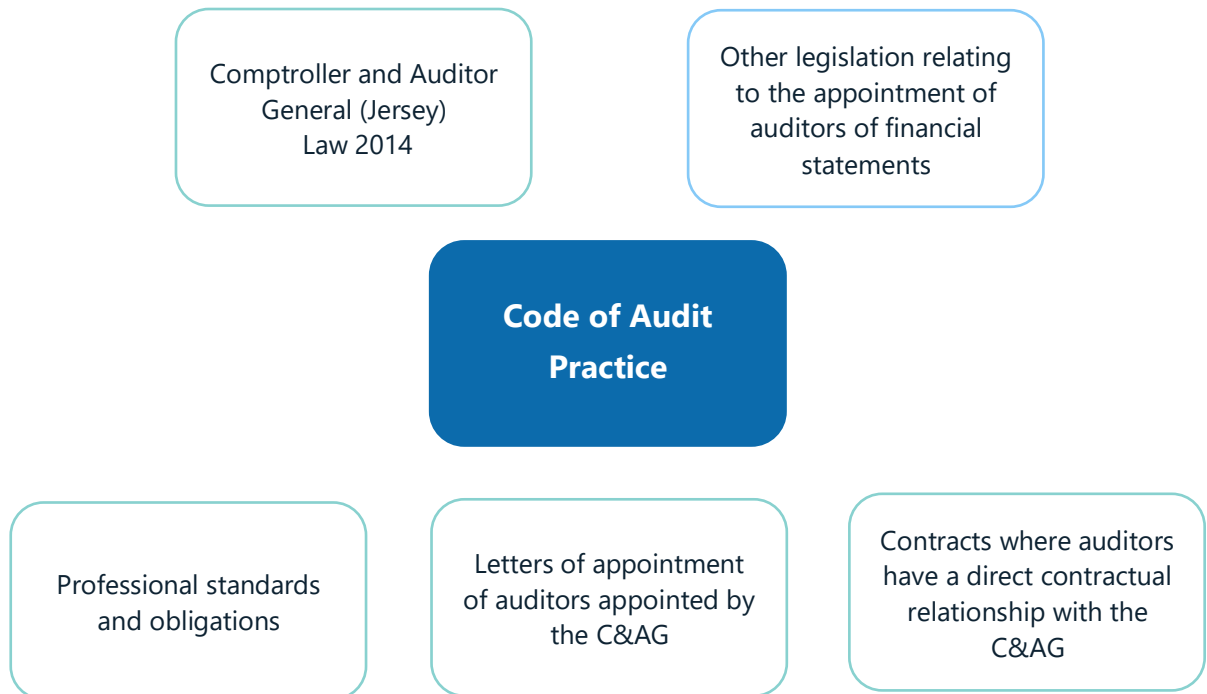 Comptroller and Auditor
General (Jersey)
Law 2014
Other legislation relating
to the appointment of
auditors of financial
statements
Code of Audit
Practice
Professional standards
and obligations
Letters of appointment
of auditors appointed by
the C&AG
Contracts where auditors
have a direct contractual
relationship with the
C&AG